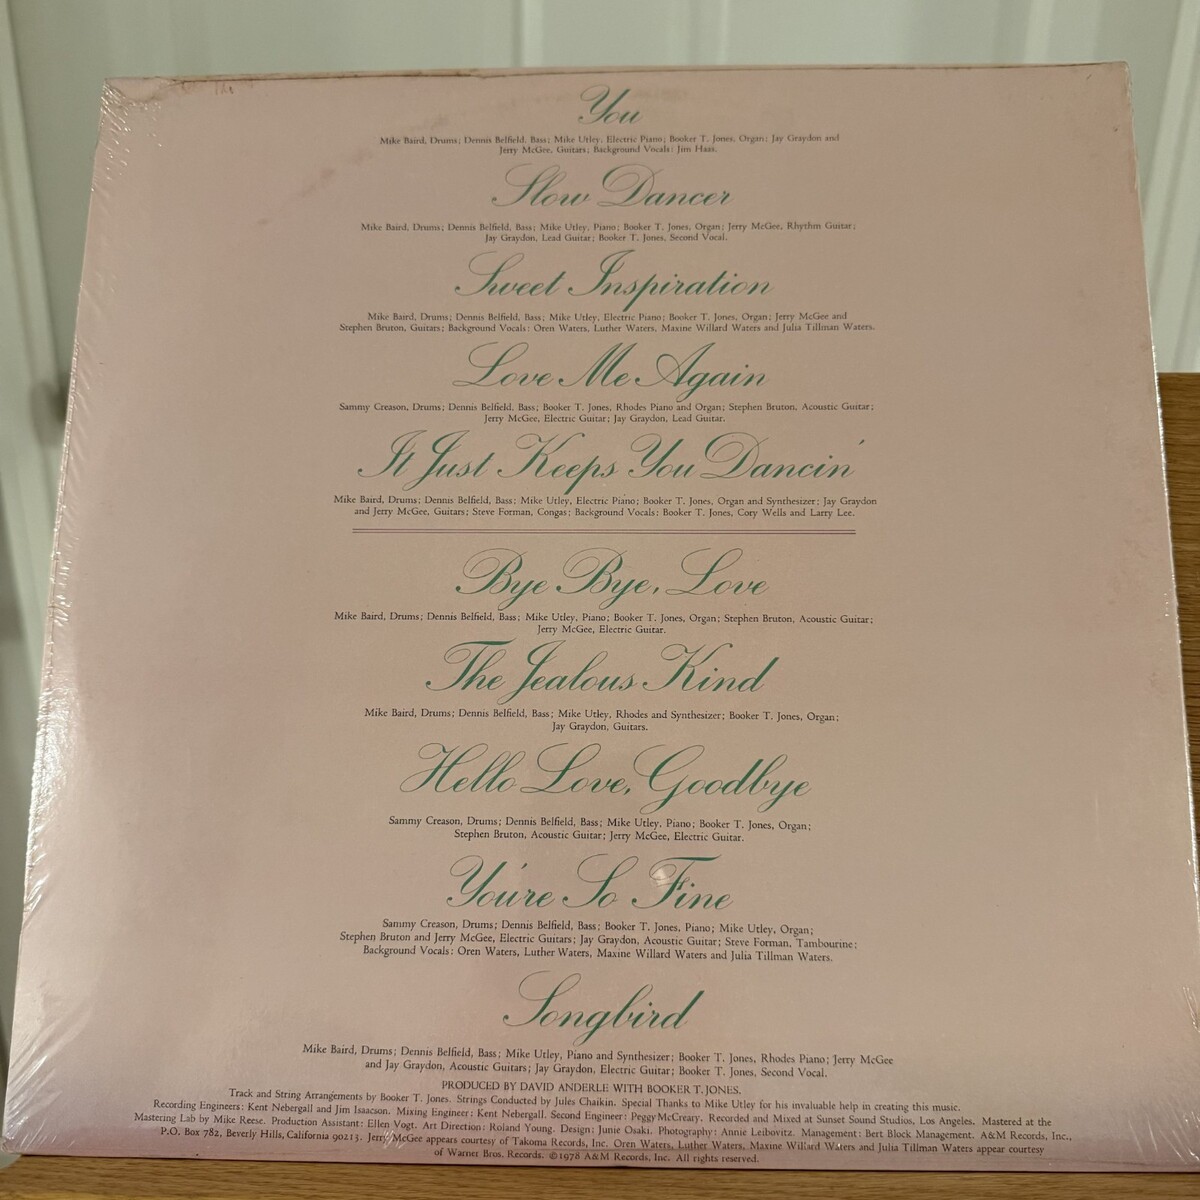 You
Mike Baird, Drums; Dennis Belfield, Bass; Mike Utley, Electric Piano; Booker T. Jones, Organ; Jay Graydon and
Jerry McGee, Guitars; Background Vocals: Jim Haas.
Slow Dancer
Mike Baird, Drums; Dennis Belfield, Bass; Mike Utley, Piano; Booker T. Jones, Organ; Jerry McGee, Rhythm Guitar;
Jay Graydon, Lead Guitar; Booker T. Jones, Second Vocal.
Sweet Inspiration
Mike Baird, Drums; Dennis Belfield, Bass; Mike Utley, Electric Piano; Booker T. Jones, Organ; Jerry McGee and
Stephen Bruton, Guitars; Background Vocals: Oren Waters, Luther Waters, Maxine Willard Waters and Julia Tillman Waters.
Love Me Again
Sammy Creason, Drums; Dennis Belfield, Bass; Booker T. Jones, Rhodes Piano and Organ; Stephen Bruton, Acoustic Guitar;
Jerry McGee, Electric Guitar; Jay Graydon, Lead Guitar.
It Just Keeps You Dancin'
Mike Baird, Drums; Dennis Belfield, Bass; Mike Utley, Electric Piano; Booker T. Jones, Organ and Synthesizer; Jay Graydon
and Jerry McGee, Guitars; Steve Forman, Congas; Background Vocals: Booker T. Jones, Cory Wells and Larry Lee.
Bye Bye, Love
Mike Baird, Drums; Dennis Belfield, Bass; Mike Utley, Piano; Booker T. Jones, Organ; Stephen Bruton, Acoustic Guitar;
Jerry McGee, Electric Guitar.
The Jealous Kind
Mike Baird, Drums; Dennis Belfield, Bass; Mike Utley, Rhodes and Synthesizer; Booker T. Jones, Organ;
Jay Graydon, Guitars.
Hello Love, Goodbye
Sammy Creason, Drums; Dennis Belfield, Bass; Mike Utley, Piano; Booker T. Jones, Organ;
Stephen Bruton, Acoustic Guitar; Jerry McGee, Electric Guitar.
You're So Fine
Sammy Creason, Drums; Dennis Belfield, Bass; Booker T. Jones, Piano; Mike Utley, Organ;
Stephen Bruton and Jerry McGee, Electric Guitars; Jay Graydon, Acoustic Guitar; Steve Forman, Tambourine;
Background Vocals: Oren Waters, Luther Waters, Maxine Willard Waters and Julia Tillman Waters.
Songbird
Mike Baird, Drums; Dennis Belfield, Bass; Mike Utley, Piano and Synthesizer; Booker T. Jones, Rhodes Piano; Jerry McGee
and Jay Graydon, Acoustic Guitars; Jay Graydon, Electric Guitar; Booker T. Jones, Second Vocal.
PRODUCED BY DAVID ANDERLE WITH BOOKER T. JONES.
Track and String Arrangements by Booker T. Jones. Strings Conducted by Jules Chaikin. Special Thanks to Mike Utley for his invaluable help in creating this music.
Recording Engineers: Kent Nebergall and Jim Isaacson. Mixing Engineer: Kent Nebergall. Second Engineer: Peggy McCreary. Recorded and Mixed at Sunset Sound Studios, Los Angeles. Mastered at the
Mastering Lab by Mike Reese. Production Assistant: Ellen Vogt. Art Direction: Roland Young. Design: Junie Osaki. Photography: Annie Leibovitz. Management: Bert Block Management. A&M Records, Inc.,
P.O. Box 782, Beverly Hills, California 90213. Jerry McGee appears courtesy of Takoma Records, Inc. Oren Waters, Luther Waters, Maxine Willard Waters and Julia Tillman Waters appear courtesy
of Warner Bros. Records. ©1978 A&M Records, Inc. All rights reserved.